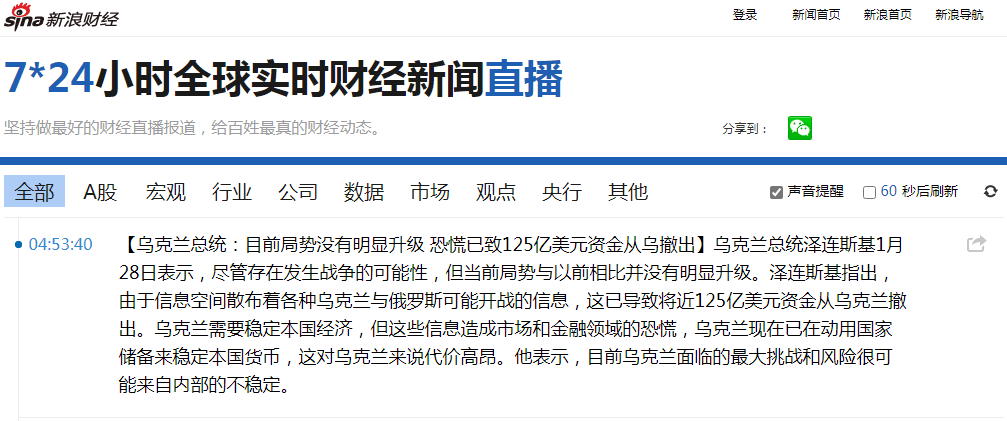 sina新浪财经
登录 新闻首页 新浪首页 新浪导航
7*24小时全球实时财经新闻直播
坚持做最好的财经直播报道，给百姓最真的财经动态。
分享到：
全部 A股 宏观 行业 公司 数据 市场 观点 央行 其他
声音提醒 60 秒后刷新
04:53:40 【乌克兰总统：目前局势没有明显升级 恐慌已致125亿美元资金从乌撤出】乌克兰总统泽连斯基1月
28日表示，尽管存在发生战争的可能性，但当前局势与以前相比并没有明显升级。泽连斯基指出，
由于信息空间散布着各种乌克兰与俄罗斯可能开战的信息，这已导致将近125亿美元资金从乌克兰撤
出。乌克兰需要稳定本国经济，但这些信息造成市场和金融领域的恐慌，乌克兰现在已在动用国家
储备来稳定本国货币，这对乌克兰来说代价高昂。他表示，目前乌克兰面临的最大挑战和风险很可
能来自内部的不稳定。